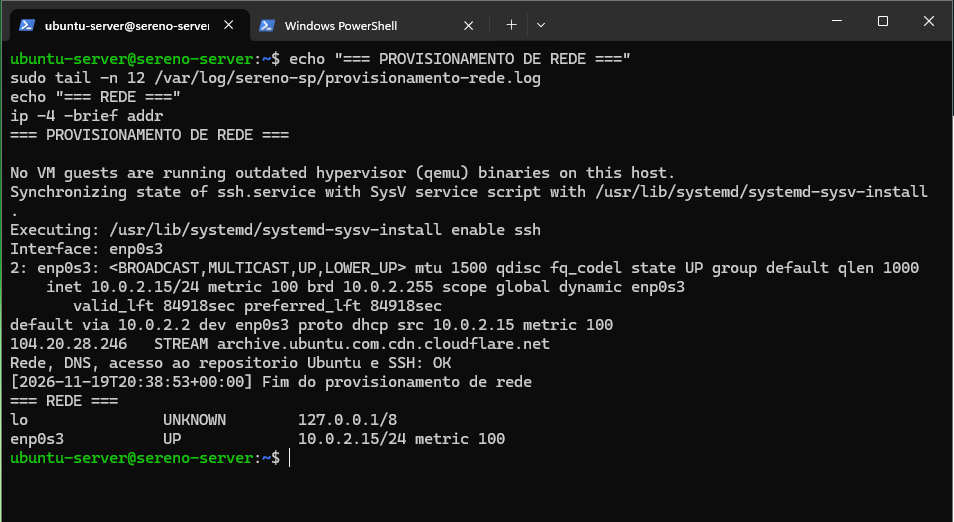 ubuntu-server@sereno-server
Windows PowerShell
ubuntu-server@sereno-server:~$ echo "=== PROVISIONAMENTO DE REDE ==="
sudo tail -n 12 /var/log/sereno-sp/provisionamento-rede.log
echo "=== REDE ==="
ip -4 -brief addr
=== PROVISIONAMENTO DE REDE ===
No VM guests are running outdated hypervisor (qemu) binaries on this host.
Synchronizing state of ssh.service with SysV service script with /usr/lib/systemd/systemd-sysv-install
.
Executing: /usr/lib/systemd/systemd-sysv-install enable ssh
Interface: enp0s3
2: enp0s3: <BROADCAST,MULTICAST,UP,LOWER_UP> mtu 1500 qdisc fq_codel state UP group default qlen 1000
    inet 10.0.2.15/24 metric 100 brd 10.0.2.255 scope global dynamic enp0s3
       valid_lft 84918sec preferred_lft 84918sec
default via 10.0.2.2 dev enp0s3 proto dhcp src 10.0.2.15 metric 100
104.20.28.246   STREAM archive.ubuntu.com.cdn.cloudflare.net
Rede, DNS, acesso ao repositorio Ubuntu e SSH: OK
[2026-11-19T20:38:53+00:00] Fim do provisionamento de rede
=== REDE ===
lo               UNKNOWN        127.0.0.1/8
enp0s3           UP             10.0.2.15/24 metric 100
ubuntu-server@sereno-server:~$